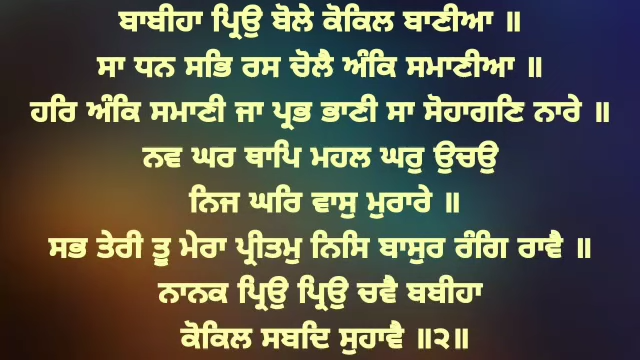 ਬਾਬੀਹਾ ਪ੍ਰਿਉ ਬੋਲੇ ਕੋਕਿਲ ਬਾਣੀਆ ॥
ਸਾ ਧਨ ਸਭਿ ਰਸ ਚੋਲੈ ਅੰਕਿ ਸਮਾਣੀਆ ॥
ਹਰਿ ਅੰਕਿ ਸਮਾਣੀ ਜਾ ਪ੍ਰਭ ਭਾਣੀ ਸਾ ਸੋਹਾਗਣਿ ਨਾਰੇ ॥
ਨਵ ਘਰ ਥਾਪਿ ਮਹਲ ਘਰੁ ਉਚਉ
ਨਿਜ ਘਰਿ ਵਾਸੁ ਮੁਰਾਰੇ ॥
ਸਭ ਤੇਰੀ ਤੂ ਮੇਰਾ ਪ੍ਰੀਤਮੁ ਨਿਸਿ ਬਾਸੁਰ ਰੰਗਿ ਰਾਵੈ ॥
ਨਾਨਕ ਪ੍ਰਿਉ ਪ੍ਰਿਉ ਚਵੈ ਬਬੀਹਾ
ਕੋਕਿਲ ਸਬਦਿ ਸੁਹਾਵੈ ॥੨॥